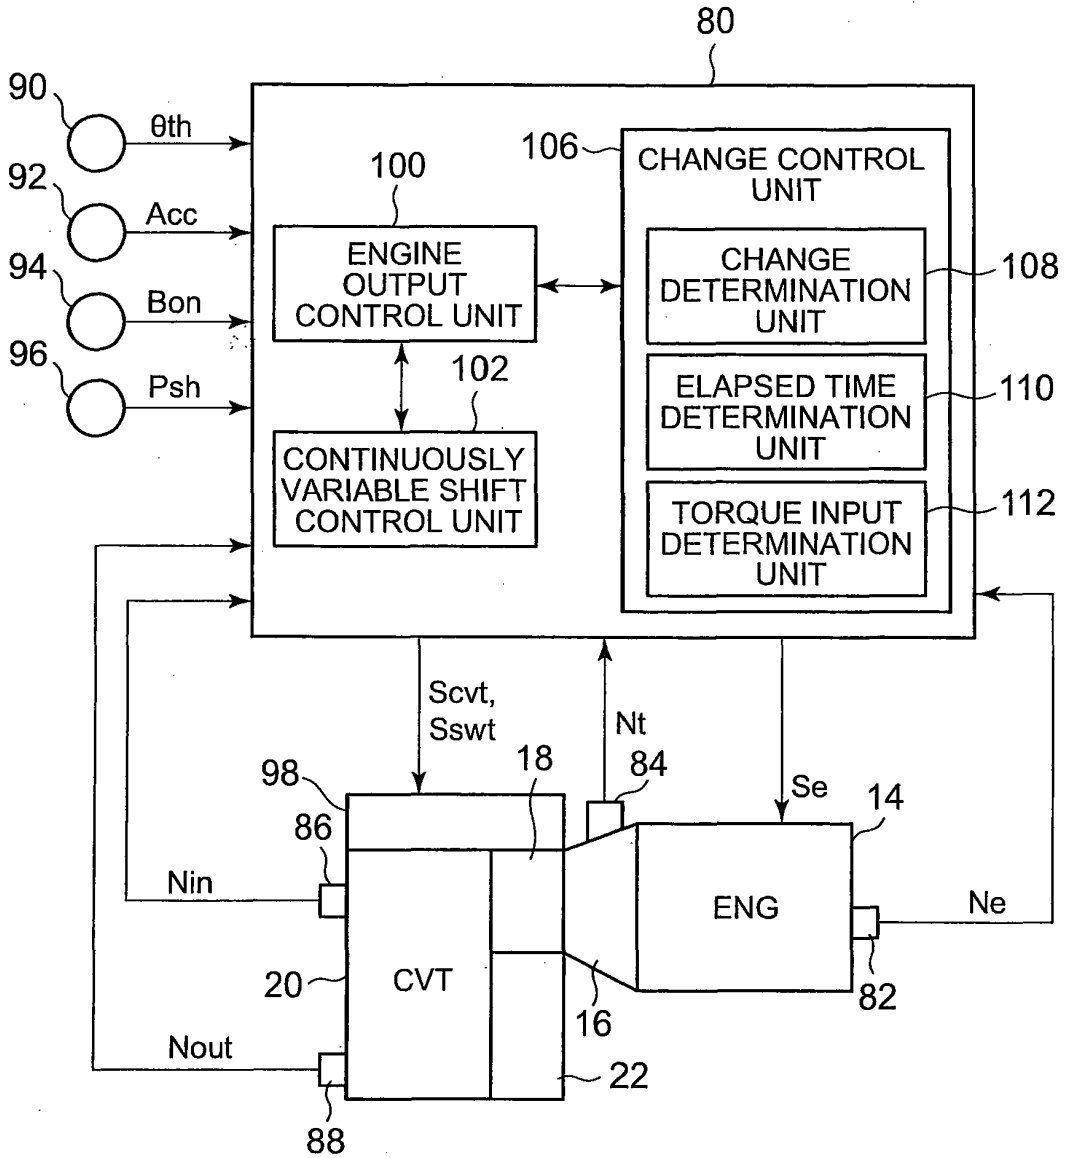 80
90
θth
92
Acc
94
Bon
96
Psh
100
ENGINE
OUTPUT
CONTROL UNIT
102
CONTINUOUSLY
VARIABLE SHIFT
CONTROL UNIT
106
CHANGE CONTROL
UNIT
CHANGE
DETERMINATION
UNIT
108
ELAPSED TIME
DETERMINATION
UNIT
110
TORQUE INPUT
DETERMINATION
UNIT
112
Scvt,
Sswt
Nt
Se
98
18
84
14
86
Nin
ENG
Ne
20
CVT
16
82
Nout
22
88